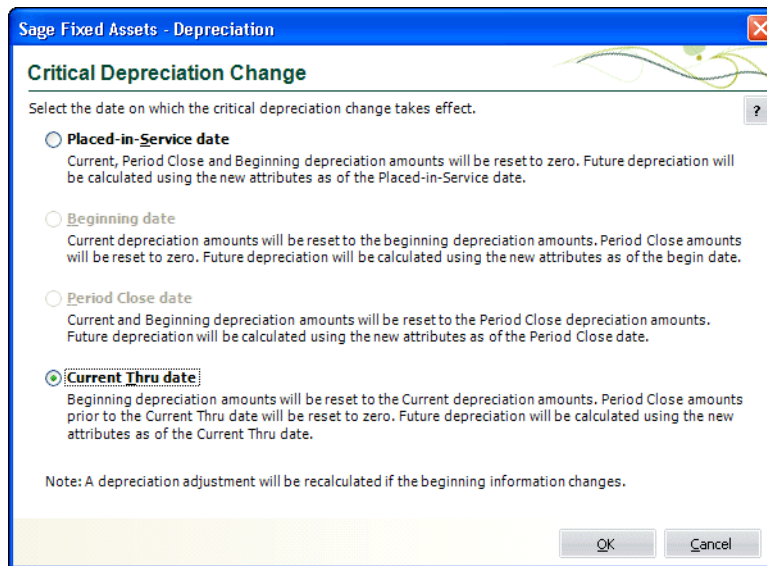 Sage Fixed Assets - Depreciation
Critical Depreciation Change
Select the date on which the critical depreciation change takes effect.
?
Placed-in-Service date
Current, Period Close and Beginning depreciation amounts will be reset to zero. Future depreciation will
be calculated using the new attributes as of the Placed-in-Service date.
Beginning date
Current depreciation amounts will be reset to the beginning depreciation amounts. Period Close amounts
will be reset to zero. Future depreciation will be calculated using the new attributes as of the begin date.
Period Close date
Current and Beginning depreciation amounts will be reset to the Period Close depreciation amounts.
Future depreciation will be calculated using the new attributes as of the Period Close date.
Current Thru date
Beginning depreciation amounts will be reset to the Current depreciation amounts. Period Close amounts
prior to the Current Thru date will be reset to zero. Future depreciation will be calculated using the new
attributes as of the Current Thru date.
Note: A depreciation adjustment will be recalculated if the beginning information changes.
OK Cancel